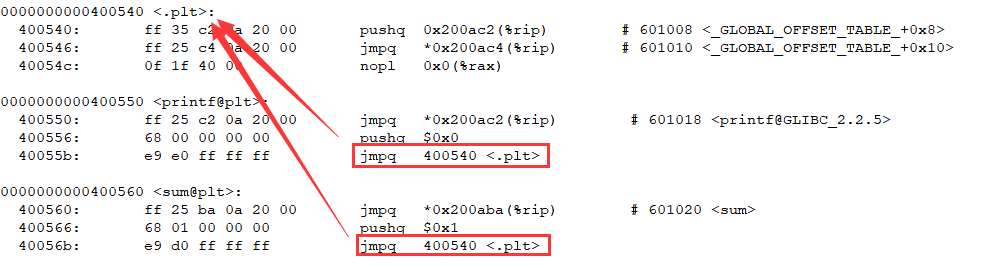 0000000000400540 <.plt>:
400540: ff 35 c2 0a 20 00 pushq 0x200ac2(%rip) # 601008 <_GLOBAL_OFFSET_TABLE_+0x8>
400546: ff 25 c4 0a 20 00 jmpq *0x200ac4(%rip) # 601010 <_GLOBAL_OFFSET_TABLE_+0x10>
40054c: 0f 1f 40 00 nopl 0x0(%rax)
0000000000400550 <printf@plt>:
400550: ff 25 c2 0a 20 00 jmpq *0x200ac2(%rip) # 601018 <printf@GLIBC_2.2.5>
400556: 68 00 00 00 00 pushq $0x0
40055b: e9 e0 ff ff ff jmpq 400540 <.plt>
0000000000400560 <sum@plt>:
400560: ff 25 ba 0a 20 00 jmpq *0x200aba(%rip) # 601020 <sum>
400566: 68 01 00 00 00 pushq $0x1
40056b: e9 d0 ff ff ff jmpq 400540 <.plt>